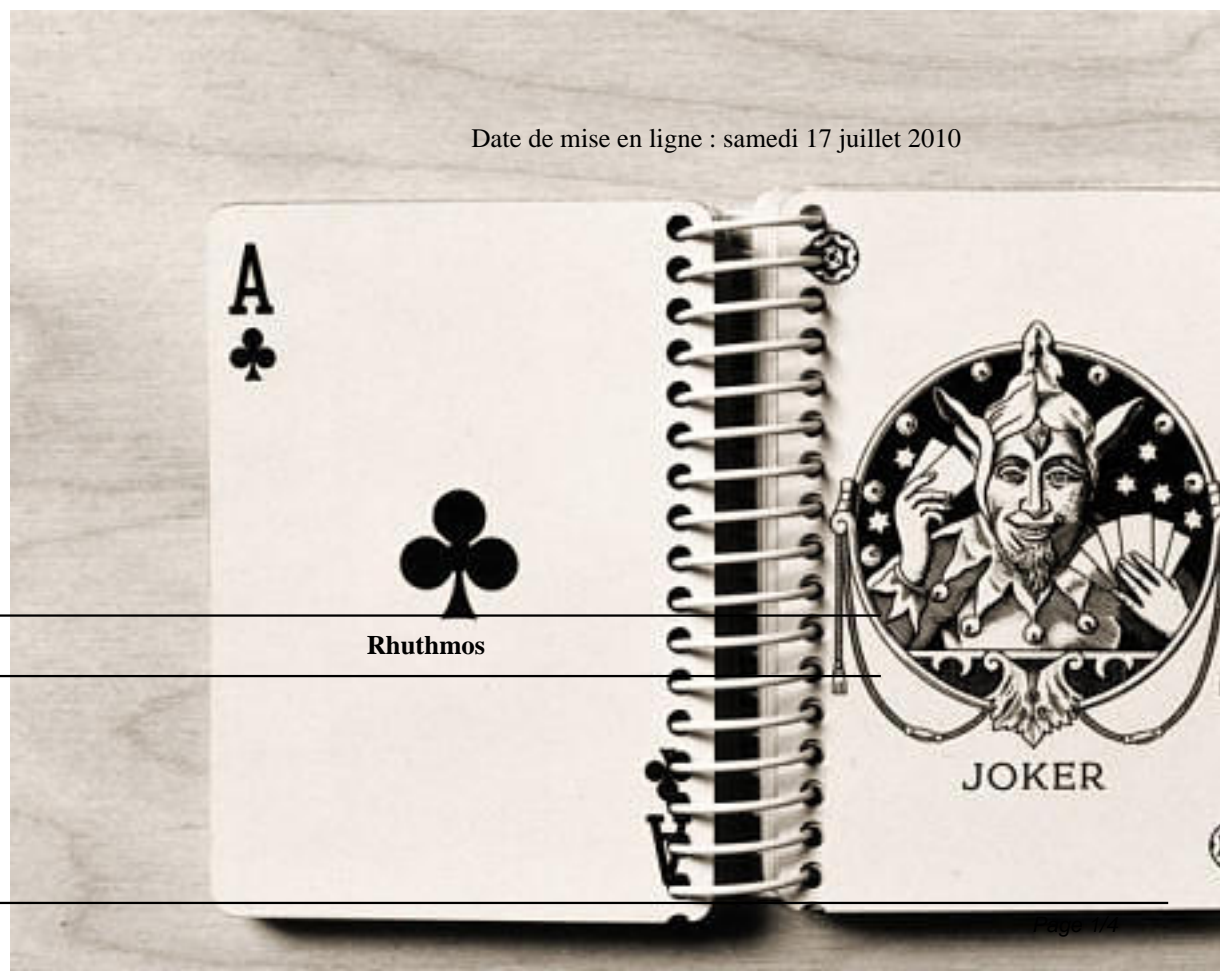 Date de mise en ligne : samedi 17 juillet 2010
A
Rhuthmos
JOKER
A
Page 1/4